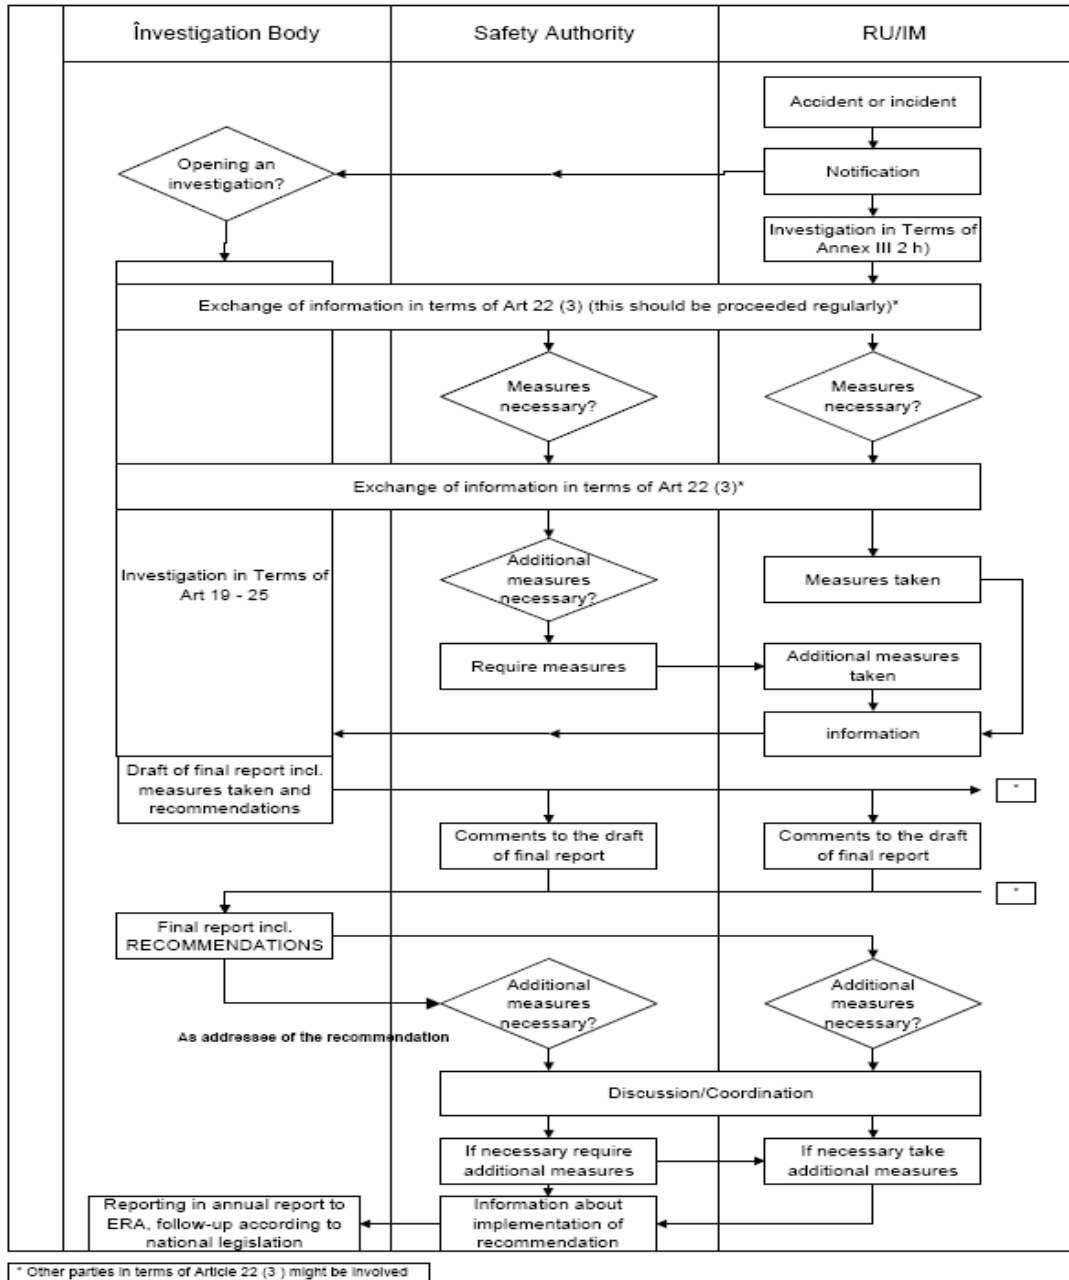 Învestigation Body
Safety Authority
RU/IM
Accident or incident
Opening an
investigation?
Notification
Investigation in Terms of
Annex III 2 h)
Exchange of information in terms of Art 22 (3) (this should be proceeded regularly)*
Measures
necessary?
Measures
necessary?
Exchange of information in terms of Art 22 (3)*
Investigation in Terms of
Art 19 - 25
Additional
measures
necessary?
Measures taken
Require measures
Additional measures
taken
information
Draft of final report incl.
measures taken and
recommendations
*
Comments to the draft
of final report
Comments to the draft
of final report
*
Final report incl.
RECOMMENDATIONS
Additional
measures
necessary?
Additional
measures
necessary?
As addressee of the recommendation
Discussion/Coordination
If necessary require
additional measures
If necessary take
additional measures
Reporting in annual report to
ERA, follow-up according to
national legislation
Information about
implementation of
recommendation
* Other parties in terms of Article 22 (3 ) might be involved